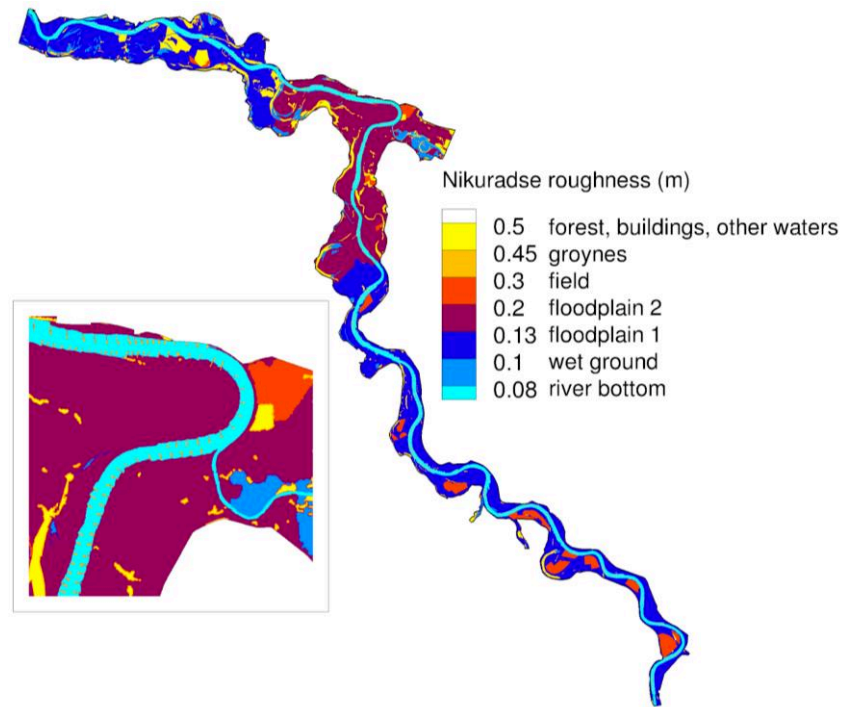 Nikuradse roughness (m)
0.5 forest, buildings, other waters
0.45 groynes
0.3 field
0.2 floodplain 2
0.13 floodplain 1
0.1 wet ground
0.08 river bottom